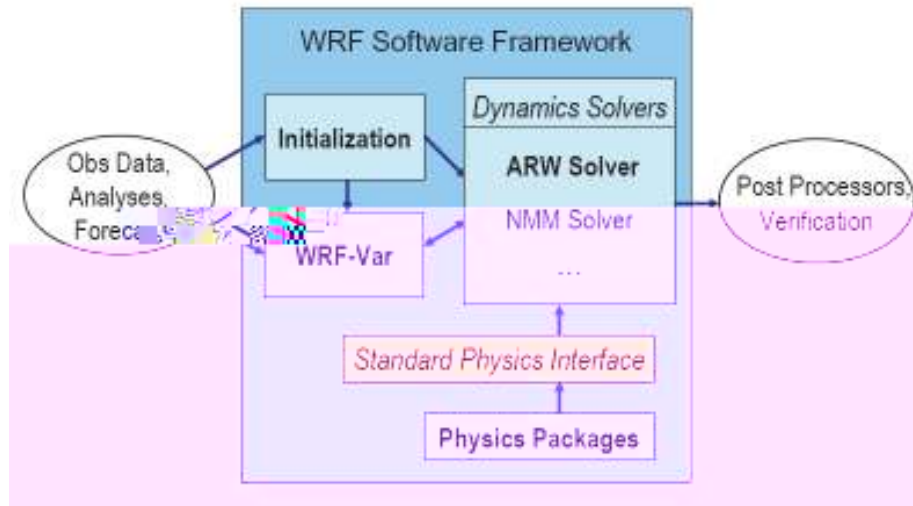 WRF Software Framework
Obs Data,
Analyses,
Initialization
WRF-Var
Dynamics Solvers
ARW Solver
NMM Solver
...
Standard Physics Interface
Physics Packages
Post Processors,
Verification